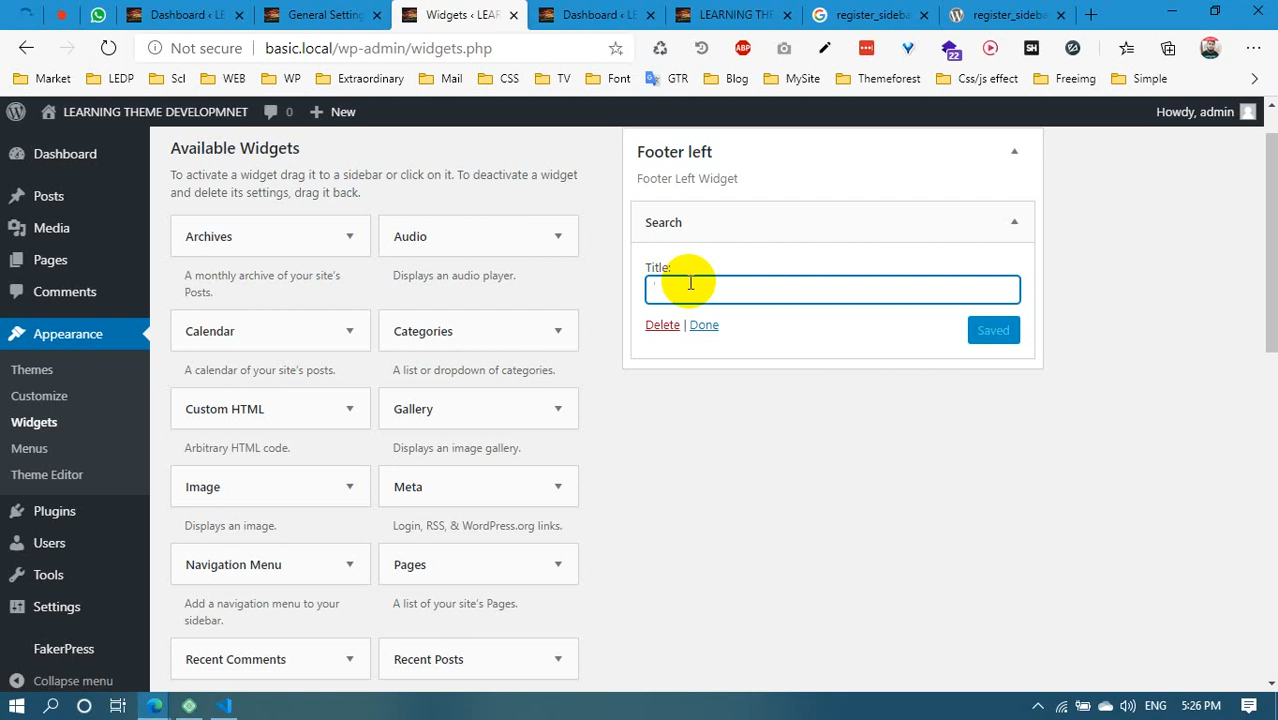 Dashboard ‹ LE
General Setting
Widgets ‹ LEAR
Dashboard ‹ LE
LEARNING THE
register_sideba
register_sideba
Not secure
basic.local/wp-admin/widgets.php
ABP
22
SH
Market
LEDP
Scl
WEB
WP
Extraordinary
Mail
CSS
TV
Font
GTR
Blog
MySite
Themeforest
Css/js effect
Freeimg
Simple
LEARNING THEME DEVELOPMNET
0
New
Howdy, admin
Dashboard
Posts
Media
Pages
Comments
Appearance
Themes
Customize
Widgets
Menus
Theme Editor
Plugins
Users
Tools
Settings
FakerPress
Collapse menu
Available Widgets
To activate a widget drag it to a sidebar or click on it. To deactivate a widget
and delete its settings, drag it back.
Archives
Audio
A monthly archive of your site's
Posts.
Displays an audio player.
Calendar
Categories
A calendar of your site's posts.
A list or dropdown of categories.
Custom HTML
Gallery
Arbitrary HTML code.
Displays an image gallery.
Image
Meta
Displays an image.
Login, RSS, & WordPress.org links.
Navigation Menu
Pages
Add a navigation menu to your
sidebar.
A list of your site's Pages.
Recent Comments
Recent Posts
Footer left
Footer Left Widget
Search
Title:
Delete | Done
Saved
ENG
5:26 PM